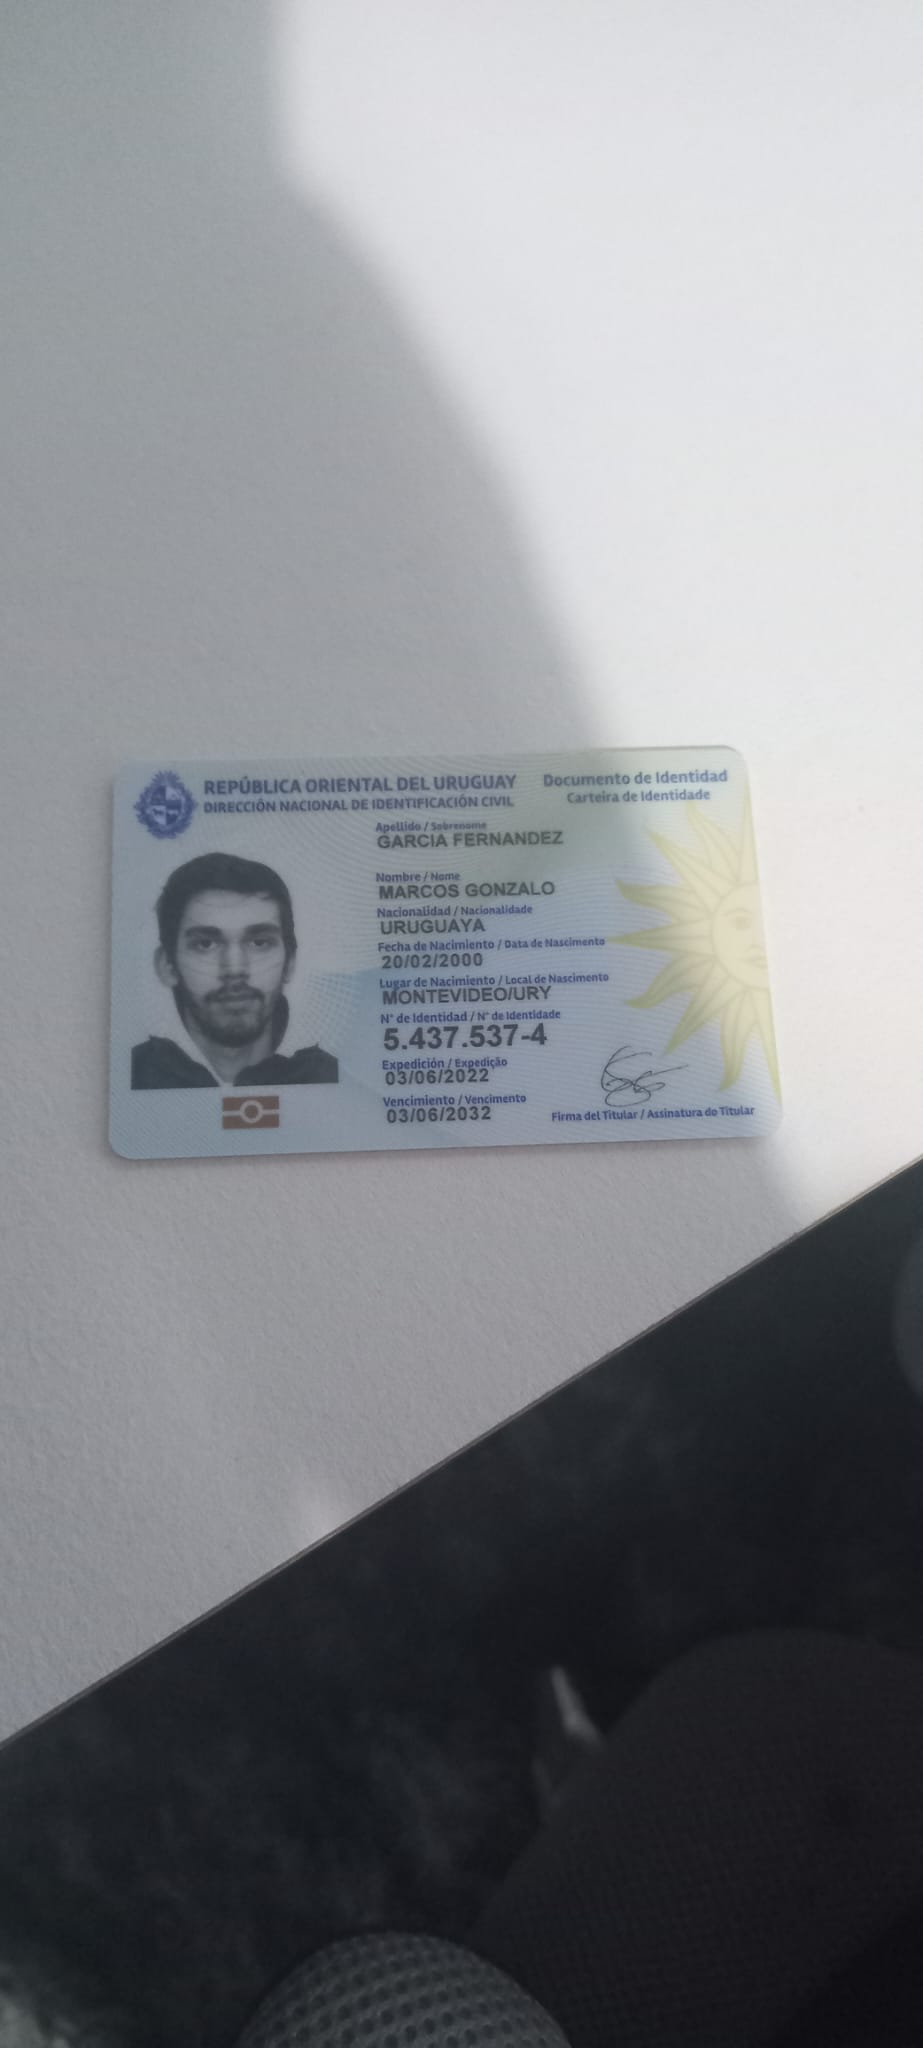 REPÚBLICA ORIENTAL DEL URUGUAY
DIRECCIÓN NACIONAL DE IDENTIFICACIÓN CIVIL
Documento de Identidad
Carteira de Identidade
Apellido / Sobrenome
GARCIA FERNANDEZ
Nombre / Nome
MARCOS GONZALO
Nacionalidad / Nacionalidade
URUGUAYA
Fecha de Nacimiento / Data de Nascimento
20/02/2000
Lugar de Nacimiento / Local de Nascimento
MONTEVIDEO/URY
N° de Identidad / N° de Identidade
5.437.537-4
Expedición / Expedição
03/06/2022
Vencimiento / Vencimento
03/06/2032
Firma del Titular / Assinatura do Titular